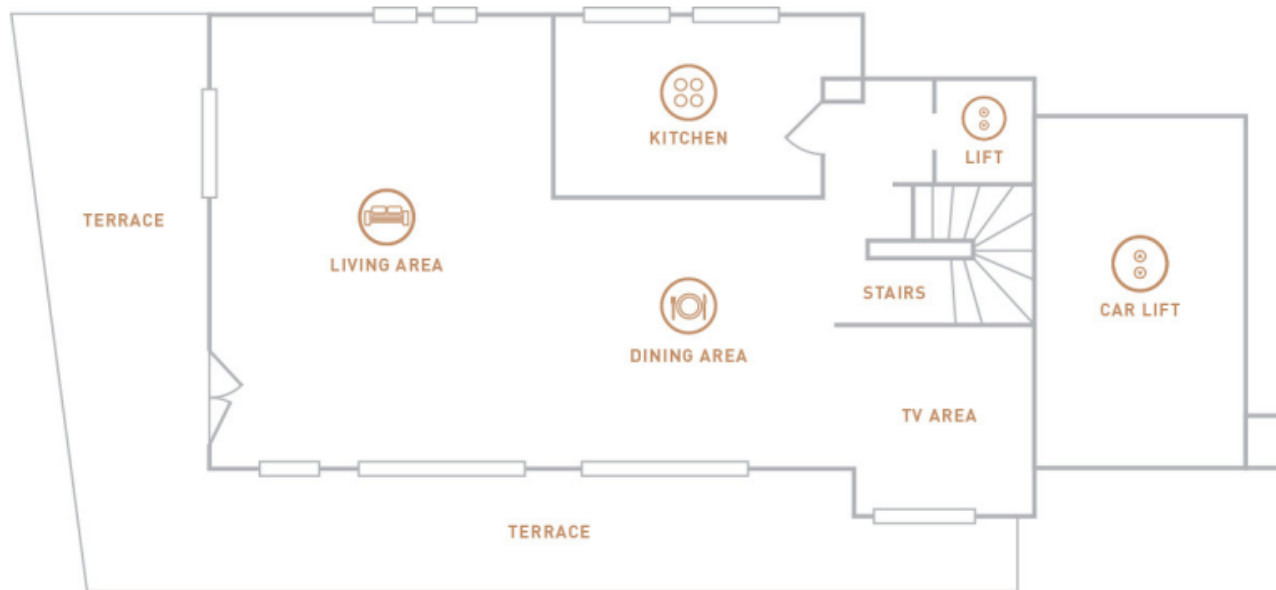 KITCHEN
LIFT
TERRACE
LIVING AREA
STAIRS
CAR LIFT
DINING AREA
TV AREA
TERRACE